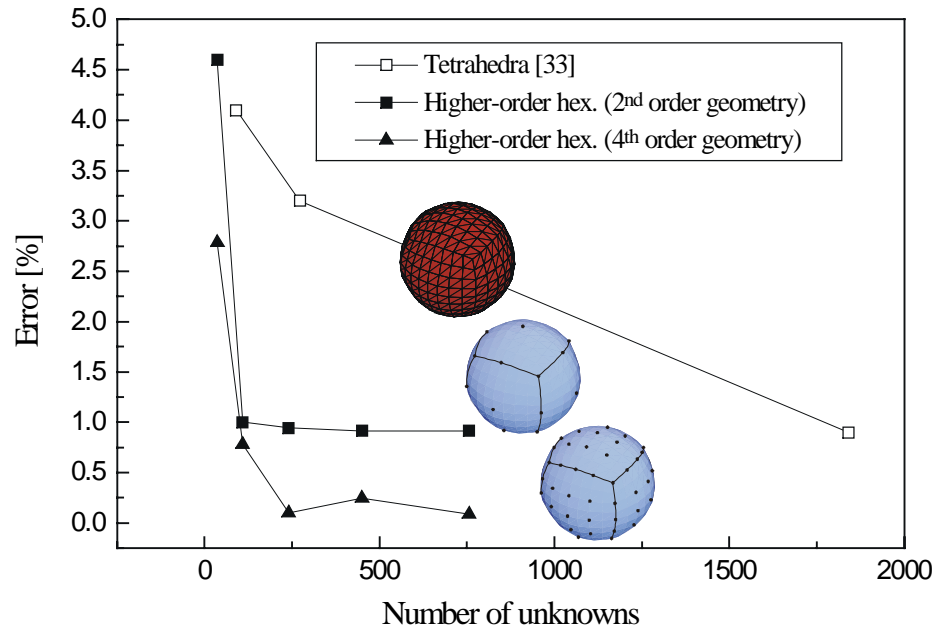 5.0
4.5
4.0
3.5
3.0
2.5
2.0
1.5
1.0
0.5
0.0
Error [%]
Tetrahedra [33]
Higher-order hex. (2nd order geometry)
Higher-order hex. (4th order geometry)
0 500 1000 1500 2000
Number of unknowns